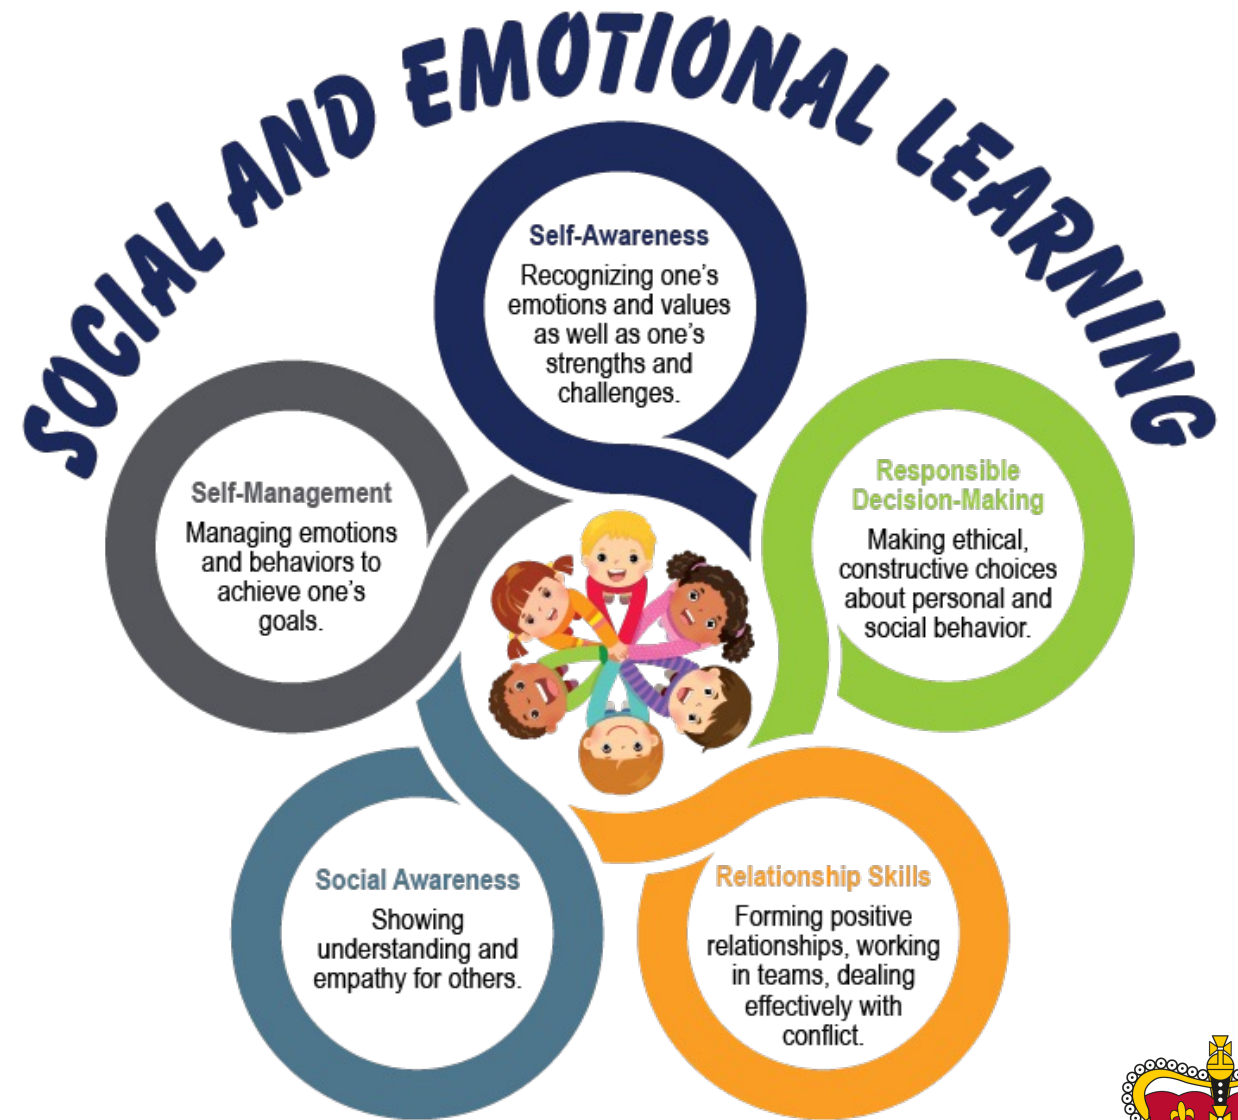 SOCIAL AND EMOTIONAL LEARNING
Self-Awareness
Recognizing one's
emotions and values
as well as one's
strengths and
challenges.
Responsible
Decision-Making
Making ethical,
constructive choices
about personal and
social behavior.
Relationship Skills
Forming positive
relationships, working
in teams, dealing
effectively with
conflict.
Social Awareness
Showing
understanding and
empathy for others.
Self-Management
Managing emotions
and behaviors to
achieve one's
goals.